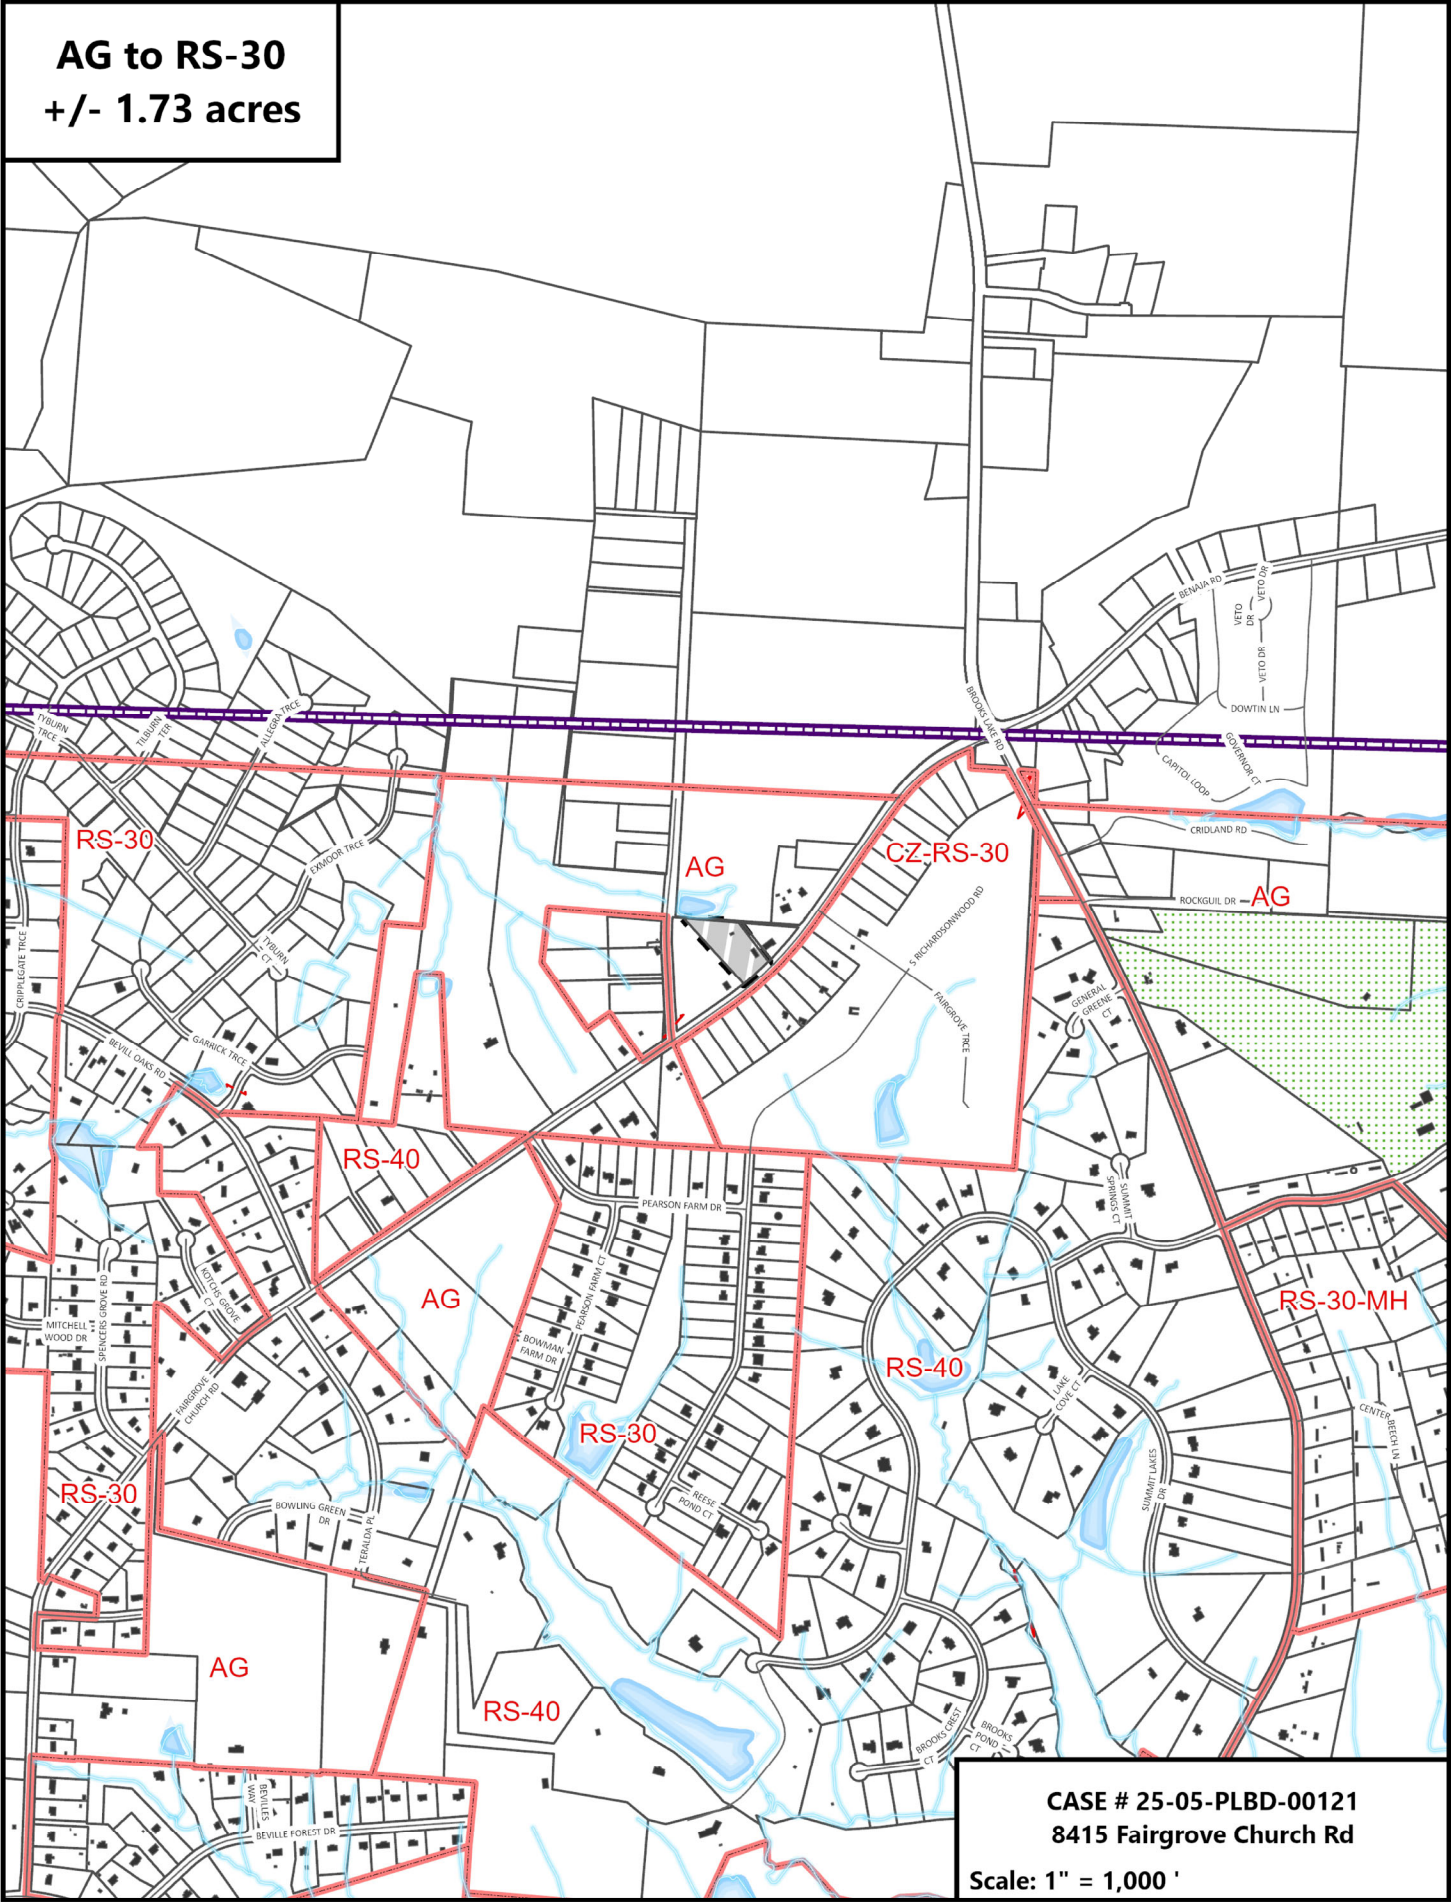 AG to RS-30
+/- 1.73 acres
BENAJA RD
VETO DR
VETO
DR
VETO DR
DOWTIN LN
BROOKS LAKE RD
GOVERNOR CT
CAPITOL LOOP
CRIDLAND RD
TYBURN
TRCE
TILBURN
TER
ALLEGRA TRCE
RS-30
EXMOOR TRCE
AG
CZ-RS-30
ROCKGUIL DR
AG
S RICHARDSONWOOD RD
CRIPPLEGATE TRCE
TYBURN
CT
FAIRGROVE TRCE
GENERAL
GREENE
CT
BEVILL OAKS RD
GARRICK TRCE
RS-40
SUMMIT
SPRINGS CT
PEARSON FARM DR
KOTCHS GROVE
CT
PEARSON FARM CT
AG
RS-30-MH
SPENCERS GROVE RD
MITCHELL
WOOD DR
BOWMAN
FARM DR
RS-40
LAKE
COVE CT
FAIRGROVE
CHURCH RD
CENTER BEECH LN
RS-30
SUMMIT LAKES
DR
RS-30
REESE
POND CT
BOWLING GREEN
DR
TERALDA PL
AG
RS-40
BROOKS CREST
CT
BROOKS
POND
CT
BEVILLES
WAY
BEVILLE FOREST DR
CASE # 25-05-PLBD-00121
8415 Fairgrove Church Rd
Scale: 1" = 1,000 '